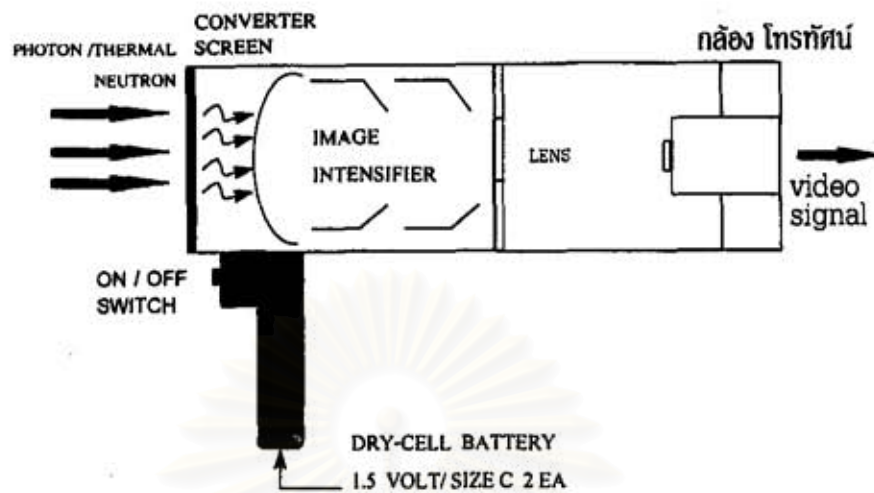 CONVERTER
SCREEN
PHOTON /THERMAL
NEUTRON
กล้อง โทรทัศน์
IMAGE
INTENSIFIER
LENS
video
signal
ON / OFF
SWITCH
DRY-CELL BATTERY
1.5 VOLT/ SIZE C 2 EA